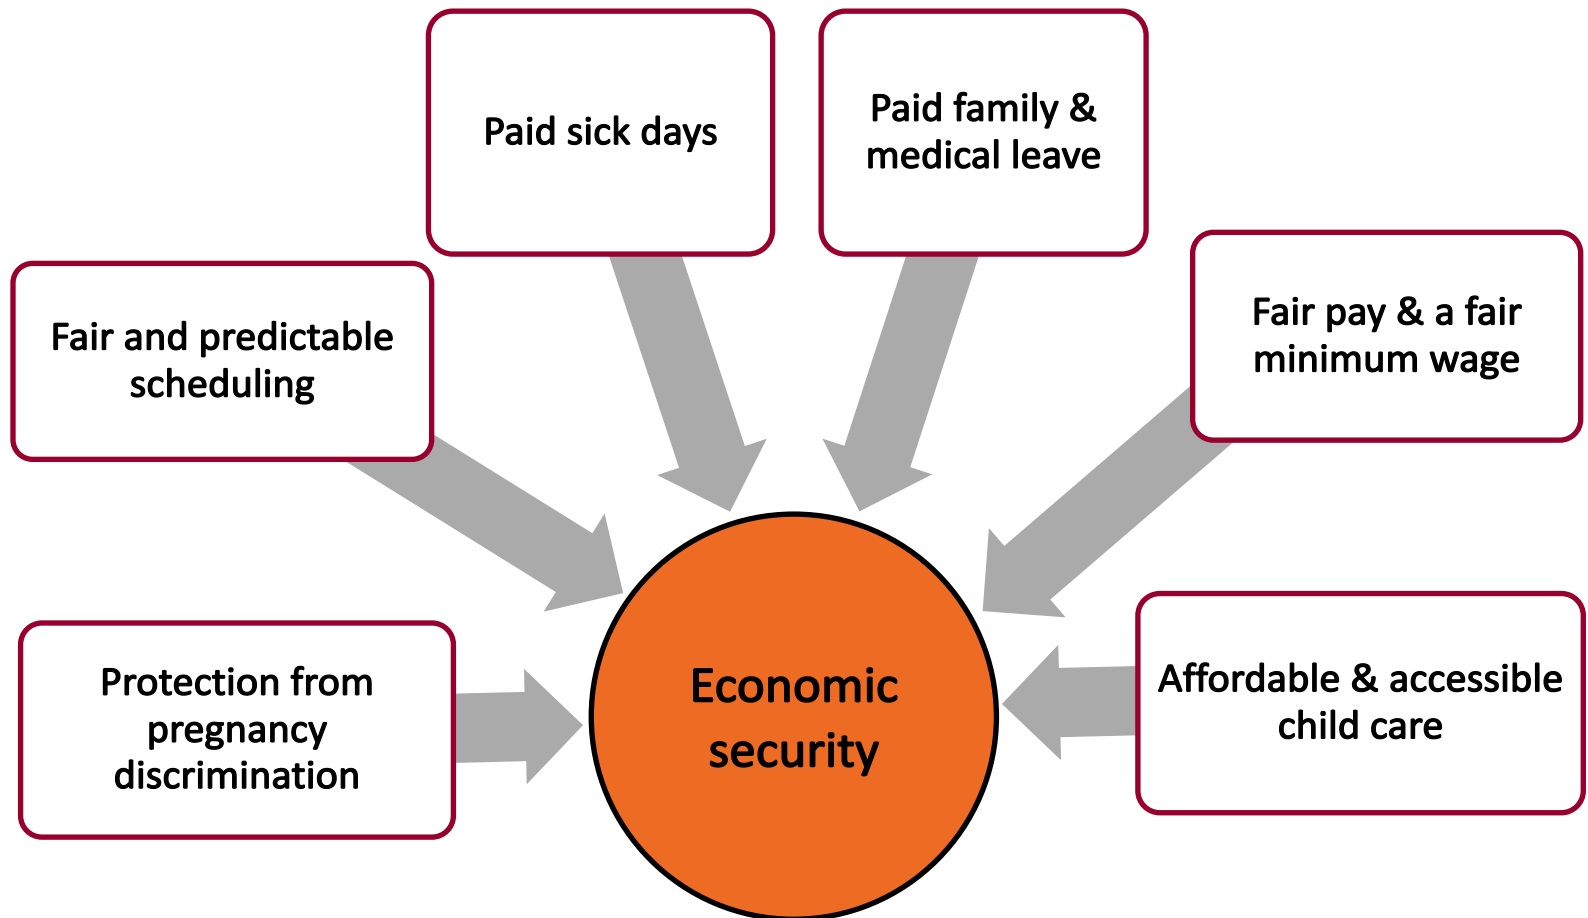 Paid sick days
Paid family &
medical leave
Fair and predictable
scheduling
Fair pay & a fair
minimum wage
Protection from
pregnancy
discrimination
Economic
security
Affordable & accessible
child care